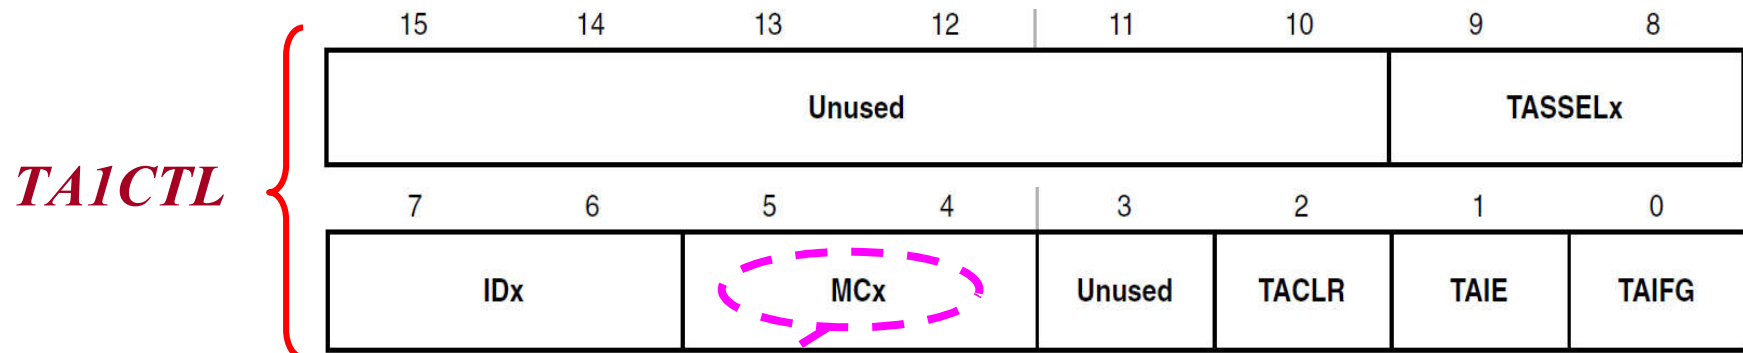 15 14 13 12 11 10 9 8
Unused TASSELx
TA1CTL
7 6 5 4 3 2 1 0
IDx MCx Unused TACLR TAIE TAIFG